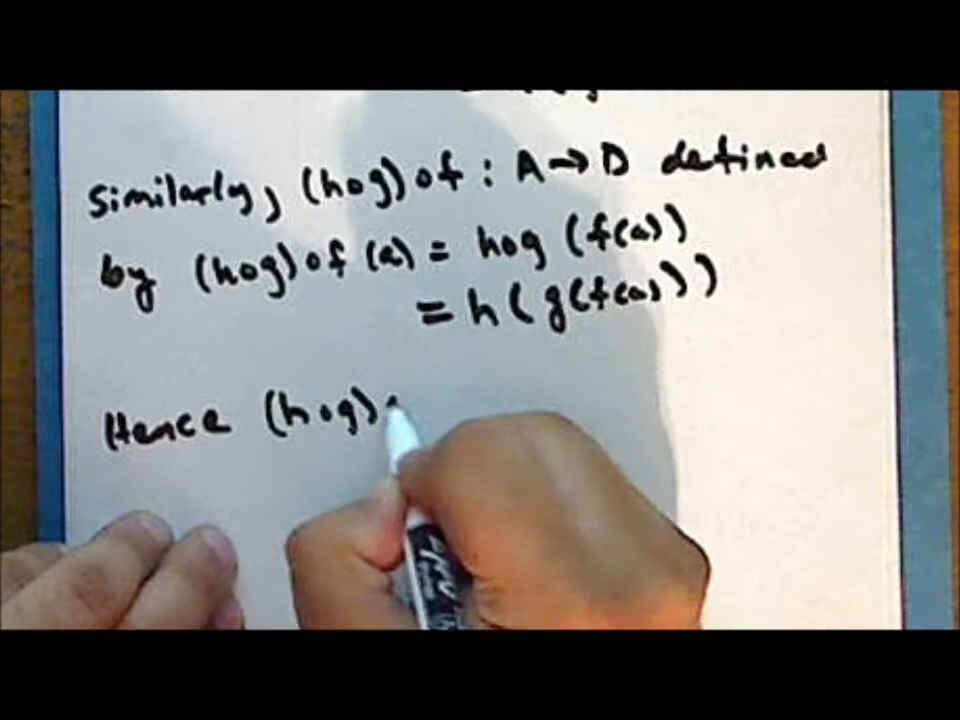 Similarly, (hog)of : A→D defined
by (hog)of (a) = hog (f(a))
= h(g(f(a)))
Hence (hog)